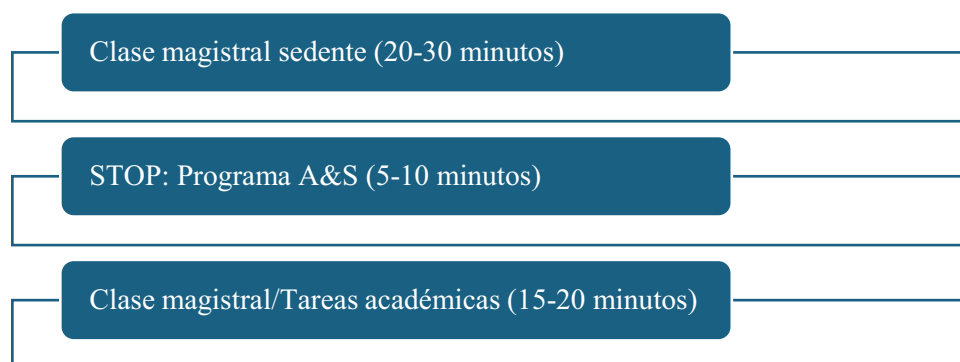 Clase magistral sedente (20-30 minutos)
STOP: Programa A&S (5-10 minutos)
Clase magistral/Tareas académicas (15-20 minutos)